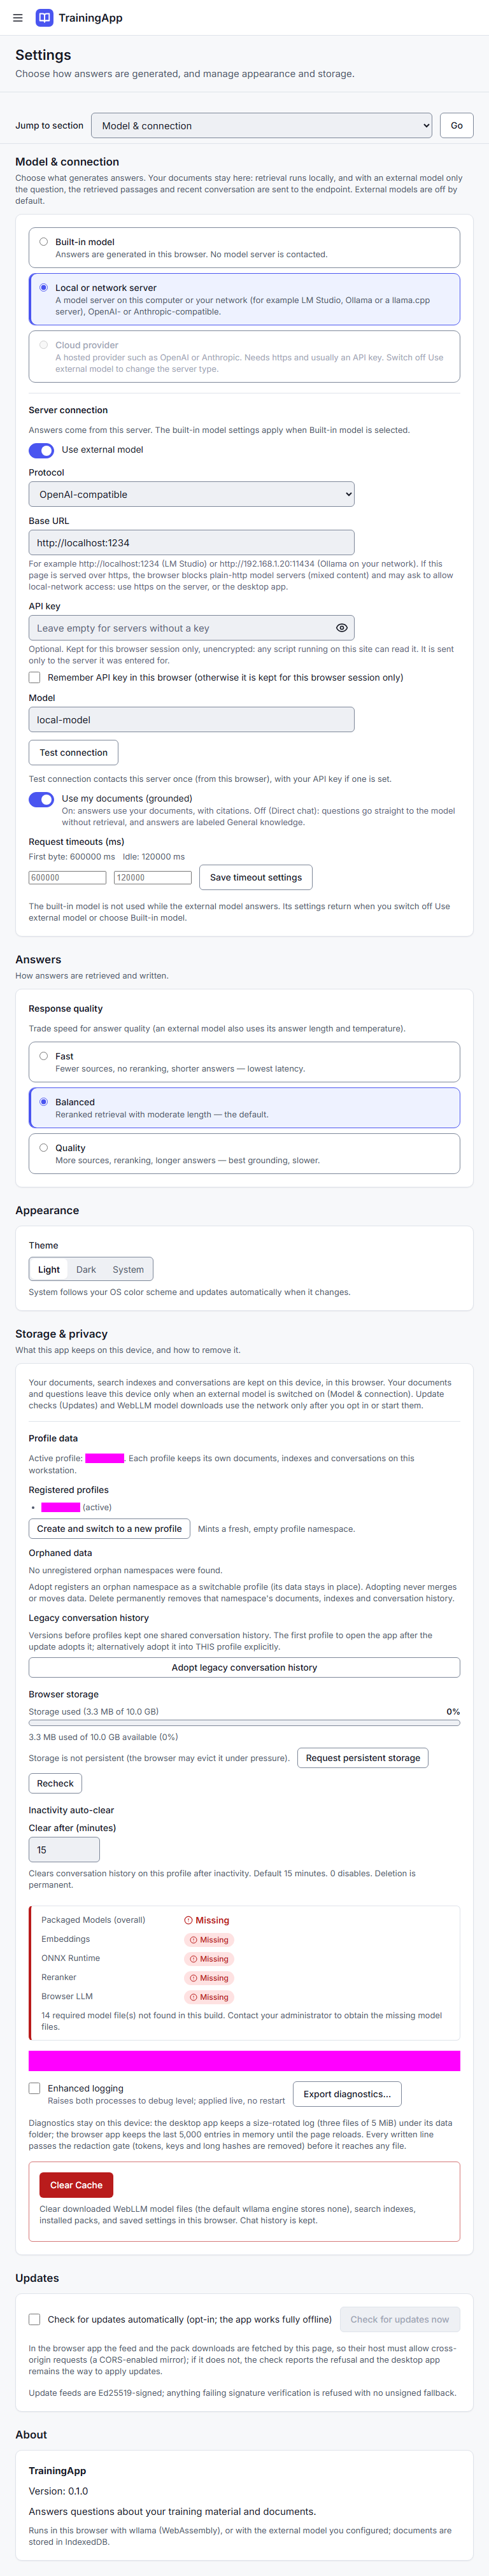 TrainingApp
Settings
Choose how answers are generated, and manage appearance and storage.
Jump to section
Model & connection
Go
Model & connection
Choose what generates answers. Your documents stay here: retrieval runs locally, and with an external model only
the question, the retrieved passages and recent conversation are sent to the endpoint. External models are off by
default.
Built-in model
Answers are generated in this browser. No model server is contacted.
Local or network server
A model server on this computer or your network (for example LM Studio, Ollama or a llama.cpp
server), OpenAI- or Anthropic-compatible.
Cloud provider
A hosted provider such as OpenAI or Anthropic. Needs https and usually an API key. Switch off Use
external model to change the server type.
Server connection
Answers come from this server. The built-in model settings apply when Built-in model is selected.
Use external model
Protocol
OpenAI-compatible
Base URL
http://localhost:1234
For example http://localhost:1234 (LM Studio) or http://192.168.1.20:11434 (Ollama on your network). If this
page is served over https, the browser blocks plain-http model servers (mixed content) and may ask to allow
local-network access: use https on the server, or the desktop app.
API key
Leave empty for servers without a key
Optional. Kept for this browser session only, unencrypted: any script running on this site can read it. It is sent
only to the server it was entered for.
Remember API key in this browser (otherwise it is kept for this browser session only)
Model
local-model
Test connection
Test connection contacts this server once (from this browser), with your API key if one is set.
Use my documents (grounded)
On: answers use your documents, with citations. Off (Direct chat): questions go straight to the model
without retrieval, and answers are labeled General knowledge.
Request timeouts (ms)
First byte: 600000 ms Idle: 120000 ms
600000
120000
Save timeout settings
The built-in model is not used while the external model answers. Its settings return when you switch off Use
external model or choose Built-in model.
Answers
How answers are retrieved and written.
Response quality
Trade speed for answer quality (an external model also uses its answer length and temperature).
Fast
Fewer sources, no reranking, shorter answers — lowest latency.
Balanced
Reranked retrieval with moderate length — the default.
Quality
More sources, reranking, longer answers — best grounding, slower.
Appearance
Theme
Light Dark System
System follows your OS color scheme and updates automatically when it changes.
Storage & privacy
What this app keeps on this device, and how to remove it.
Your documents, search indexes and conversations are kept on this device, in this browser. Your documents
and questions leave this device only when an external model is switched on (Model & connection). Update
checks (Updates) and WebLLM model downloads use the network only after you opt in or start them.
Profile data
Active profile: . Each profile keeps its own documents, indexes and conversations on this
workstation.
Registered profiles
• (active)
Create and switch to a new profile
Mints a fresh, empty profile namespace.
Orphaned data
No unregistered orphan namespaces were found.
Adopt registers an orphan namespace as a switchable profile (its data stays in place). Adopting never merges
or moves data. Delete permanently removes that namespace's documents, indexes and conversation history.
Legacy conversation history
Versions before profiles kept one shared conversation history. The first profile to open the app after the
update adopts it; alternatively adopt it into THIS profile explicitly.
Adopt legacy conversation history
Browser storage
Storage used (3.3 MB of 10.0 GB)
0%
3.3 MB used of 10.0 GB available (0%)
Storage is not persistent (the browser may evict it under pressure).
Request persistent storage
Recheck
Inactivity auto-clear
Clear after (minutes)
15
Clears conversation history on this profile after inactivity. Default 15 minutes. 0 disables. Deletion is
permanent.
Packaged Models (overall) Missing
Embeddings Missing
ONNX Runtime Missing
Reranker Missing
Browser LLM Missing
14 required model file(s) not found in this build. Contact your administrator to obtain the missing model
files.
Enhanced logging
Raises both processes to debug level; applied live, no restart
Export diagnostics...
Diagnostics stay on this device: the desktop app keeps a size-rotated log (three files of 5 MiB) under its data
folder; the browser app keeps the last 5,000 entries in memory until the page reloads. Every written line
passes the redaction gate (tokens, keys and long hashes are removed) before it reaches any file.
Clear Cache
Clear downloaded WebLLM model files (the default wllama engine stores none), search indexes,
installed packs, and saved settings in this browser. Chat history is kept.
Updates
Check for updates automatically (opt-in; the app works fully offline)
Check for updates now
In the browser app the feed and the pack downloads are fetched by this page, so their host must allow cross-
origin requests (a CORS-enabled mirror); if it does not, the check reports the refusal and the desktop app
remains the way to apply updates.
Update feeds are Ed25519-signed; anything failing signature verification is refused with no unsigned fallback.
About
TrainingApp
Version: 0.1.0
Answers questions about your training material and documents.
Runs in this browser with wllama (WebAssembly), or with the external model you configured; documents are
stored in IndexedDB.